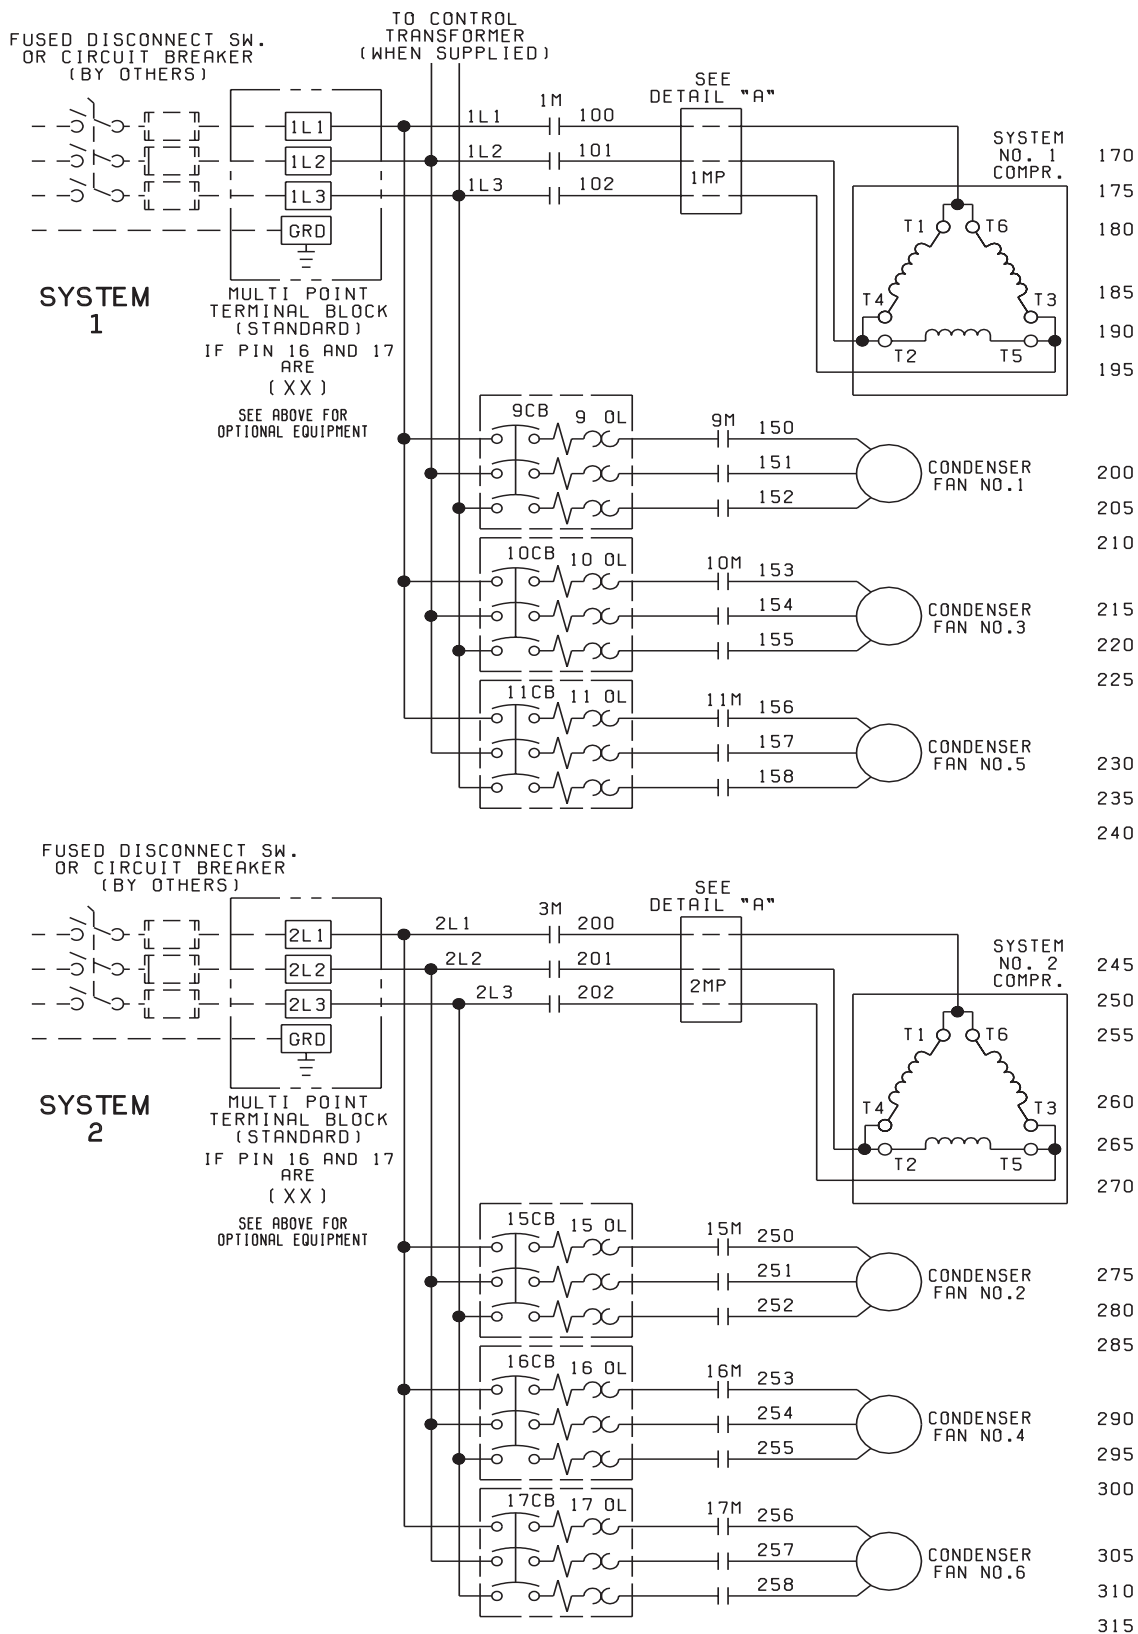 TO CONTROL
TRANSFORMER
(WHEN SUPPLIED)
FUSED DISCONNECT SW.
OR CIRCUIT BREAKER
(BY OTHERS)
SEE
DETAIL "A"
1L1
1L1
1M
100
1L2
1L2
101
1L3
1L3
102
1MP
GRD
SYSTEM
NO. 1
COMPR.
T1
T6
T4
T3
T2
T5
170
175
180
185
190
195
SYSTEM
1
MULTI POINT
TERMINAL BLOCK
(STANDARD)
IF PIN 16 AND 17
ARE
(XX)
SEE ABOVE FOR
OPTIONAL EQUIPMENT
9CB
9 OL
9M
150
151
152
CONDENSER
FAN NO.1
200
205
210
10CB
10 OL
10M
153
154
155
CONDENSER
FAN NO.3
215
220
225
11CB
11 OL
11M
156
157
158
CONDENSER
FAN NO.5
230
235
240
FUSED DISCONNECT SW.
OR CIRCUIT BREAKER
(BY OTHERS)
SEE
DETAIL "A"
2L1
2L1
3M
200
2L2
2L2
201
2L3
2L3
202
2MP
GRD
SYSTEM
NO. 2
COMPR.
T1
T6
T4
T3
T2
T5
245
250
255
260
265
270
SYSTEM
2
MULTI POINT
TERMINAL BLOCK
(STANDARD)
IF PIN 16 AND 17
ARE
(XX)
SEE ABOVE FOR
OPTIONAL EQUIPMENT
15CB
15 OL
15M
250
251
252
CONDENSER
FAN NO.2
275
280
285
16CB
16 OL
16M
253
254
255
CONDENSER
FAN NO.4
290
295
300
17CB
17 OL
17M
256
257
258
CONDENSER
FAN NO.6
305
310
315